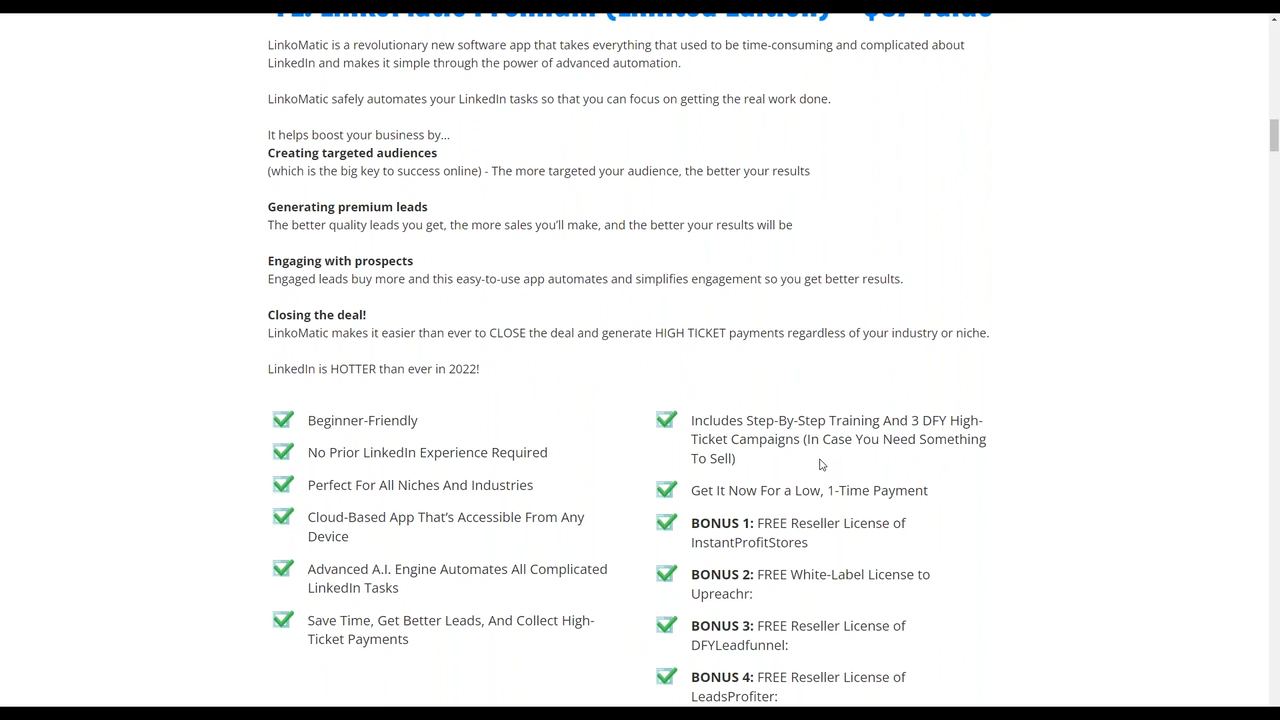 LinkoMatic is a revolutionary new software app that takes everything that used to be time-consuming and complicated about
LinkedIn and makes it simple through the power of advanced automation.
LinkoMatic safely automates your LinkedIn tasks so that you can focus on getting the real work done.
It helps boost your business by...
Creating targeted audiences
(which is the big key to success online) - The more targeted your audience, the better your results
Generating premium leads
The better quality leads you get, the more sales you'll make, and the better your results will be
Engaging with prospects
Engaged leads buy more and this easy-to-use app automates and simplifies engagement so you get better results.
Closing the deal!
LinkoMatic makes it easier than ever to CLOSE the deal and generate HIGH TICKET payments regardless of your industry or niche.
LinkedIn is HOTTER than ever in 2022!
Beginner-Friendly
No Prior LinkedIn Experience Required
Perfect For All Niches And Industries
Cloud-Based App That's Accessible From Any
Device
Advanced A.I. Engine Automates All Complicated
LinkedIn Tasks
Save Time, Get Better Leads, And Collect High-
Ticket Payments
Includes Step-By-Step Training And 3 DFY High-
Ticket Campaigns (In Case You Need Something
To Sell)
Get It Now For a Low, 1-Time Payment
BONUS 1: FREE Reseller License of
InstantProfitStores
BONUS 2: FREE White-Label License to
Upreachr:
BONUS 3: FREE Reseller License of
DFYLeadfunnel:
BONUS 4: FREE Reseller License of
LeadsProfiter: